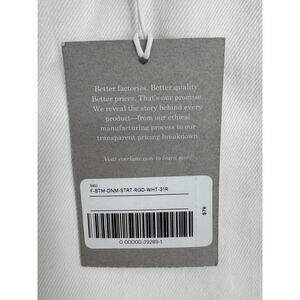 Better factories. Better quality.
Better prices. That's our promise.
We reveal the story behind every
product—from our ethical
manufacturing process to our
transparent pricing breakdown.
Visit everlane.com to learn more.
SKU
F-BTM-DNM-STRT-RGD-WHT-31R
0-00000-39289-1
$78